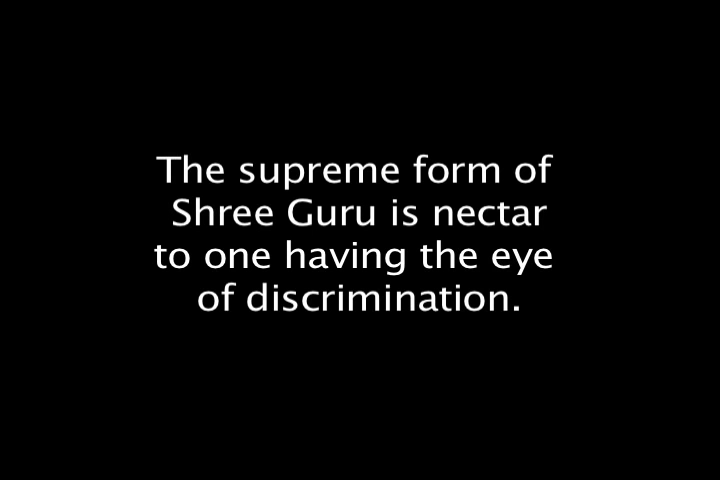 The supreme form of
Shree Guru is nectar
to one having the eye
of discrimination.